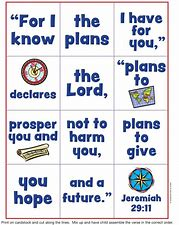 "For I
know
the
plans
I have
for
you,"
declares
the
Lord,
"plans
to
prosper
you and
not to
harm
you,
plans
to
give
you
hope
and a
future."
Jeremiah
29:11
Print on cardstock and cut along the lines. Mix up and have child assemble the verse in the correct order.